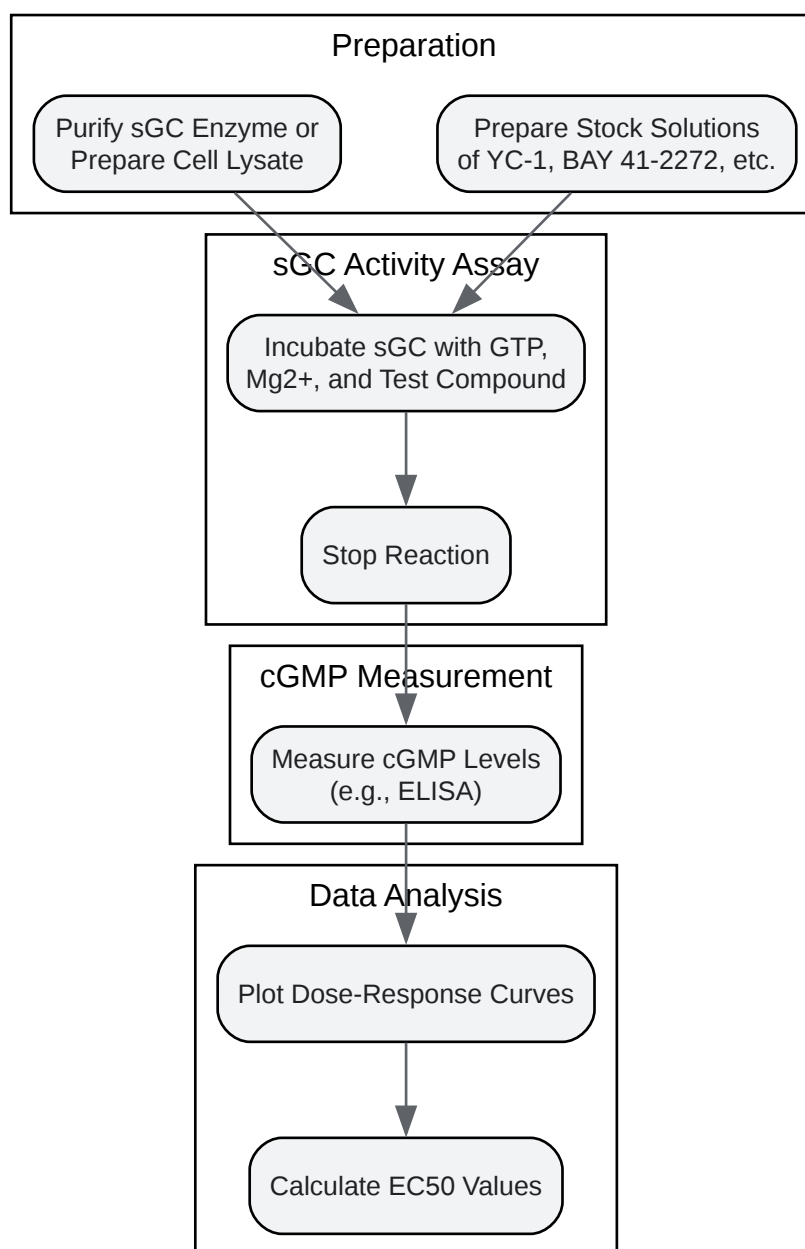 Preparation
Purify sGC Enzyme or
Prepare Cell Lysate
Prepare Stock Solutions
of YC-1, BAY 41-2272, etc.
sGC Activity Assay
Incubate sGC with GTP,
Mg2+, and Test Compound
Stop Reaction
cGMP Measurement
Measure cGMP Levels
(e.g., ELISA)
Data Analysis
Plot Dose-Response Curves
Calculate EC50 Values